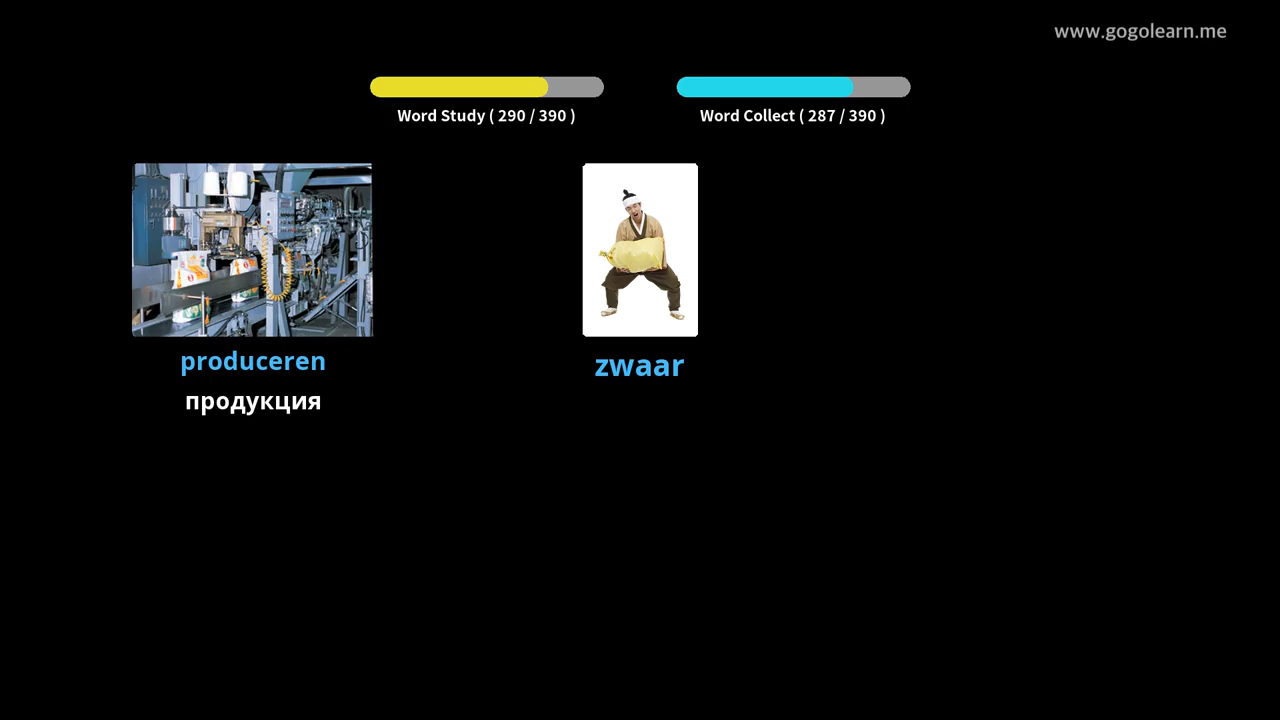 www.gogolearn.me
Word Study ( 290 / 390 )
Word Collect ( 287 / 390 )
produceren
продукция
zwaar